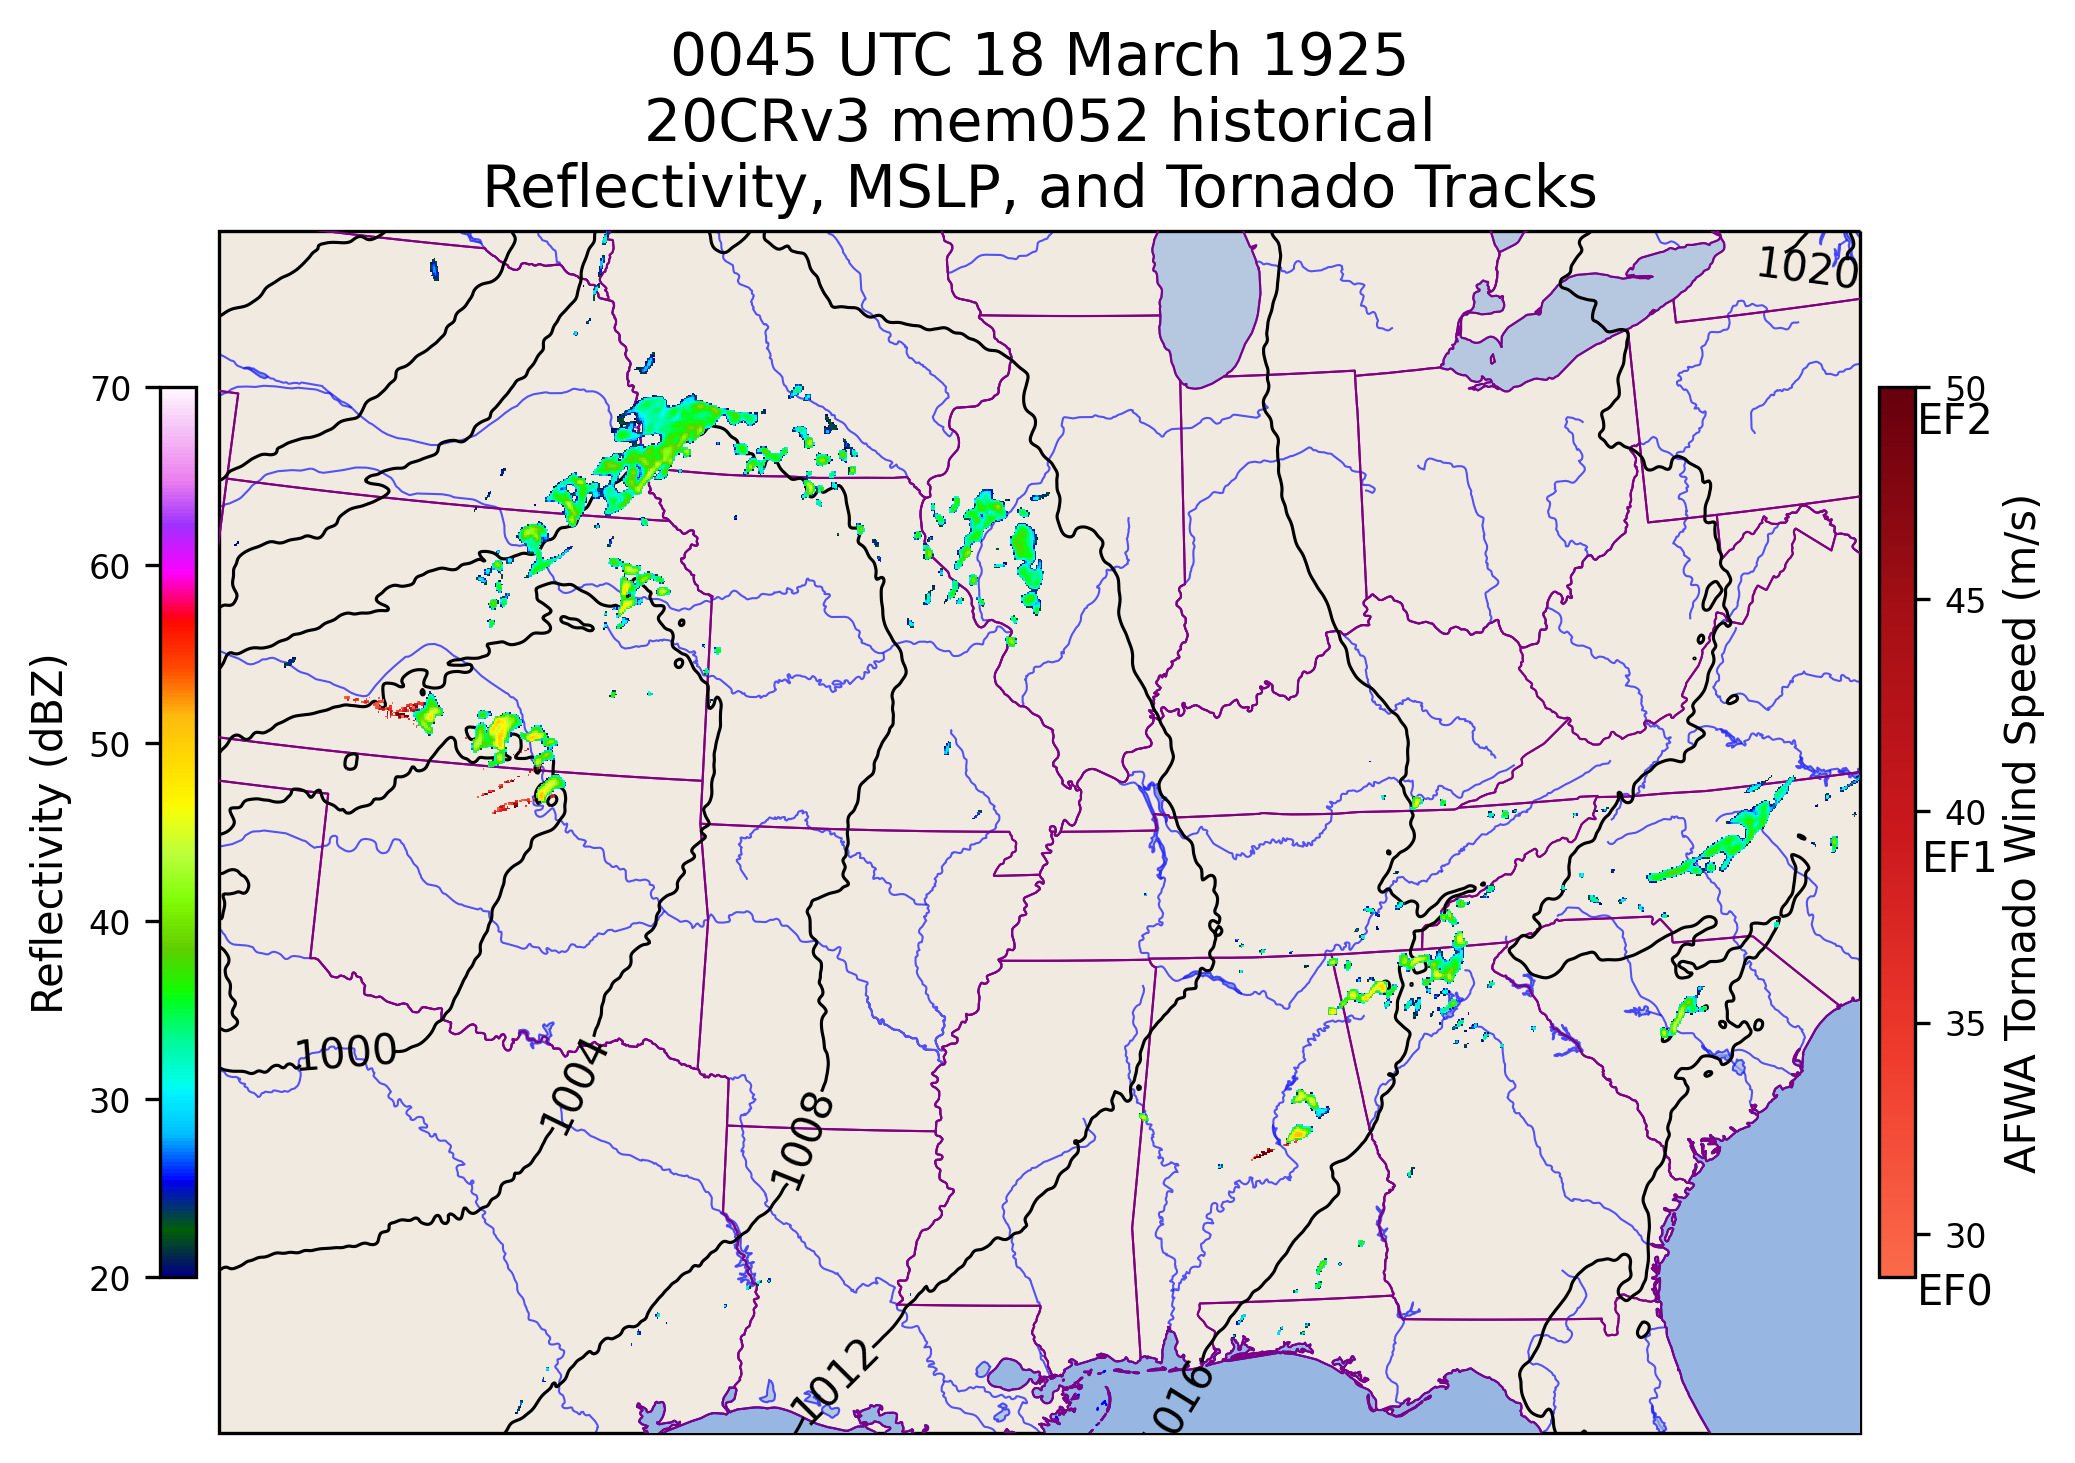 0045 UTC 18 March 1925
20CRv3 mem052 historical
Reflectivity, MSLP, and Tornado Tracks
1020
70
60
50
40
30
20
Reflectivity (dBZ)
1000
1004
1008
1012
016
50
EF2
45
40
EF1
35
30
EF0
AFWA Tornado Wind Speed (m/s)